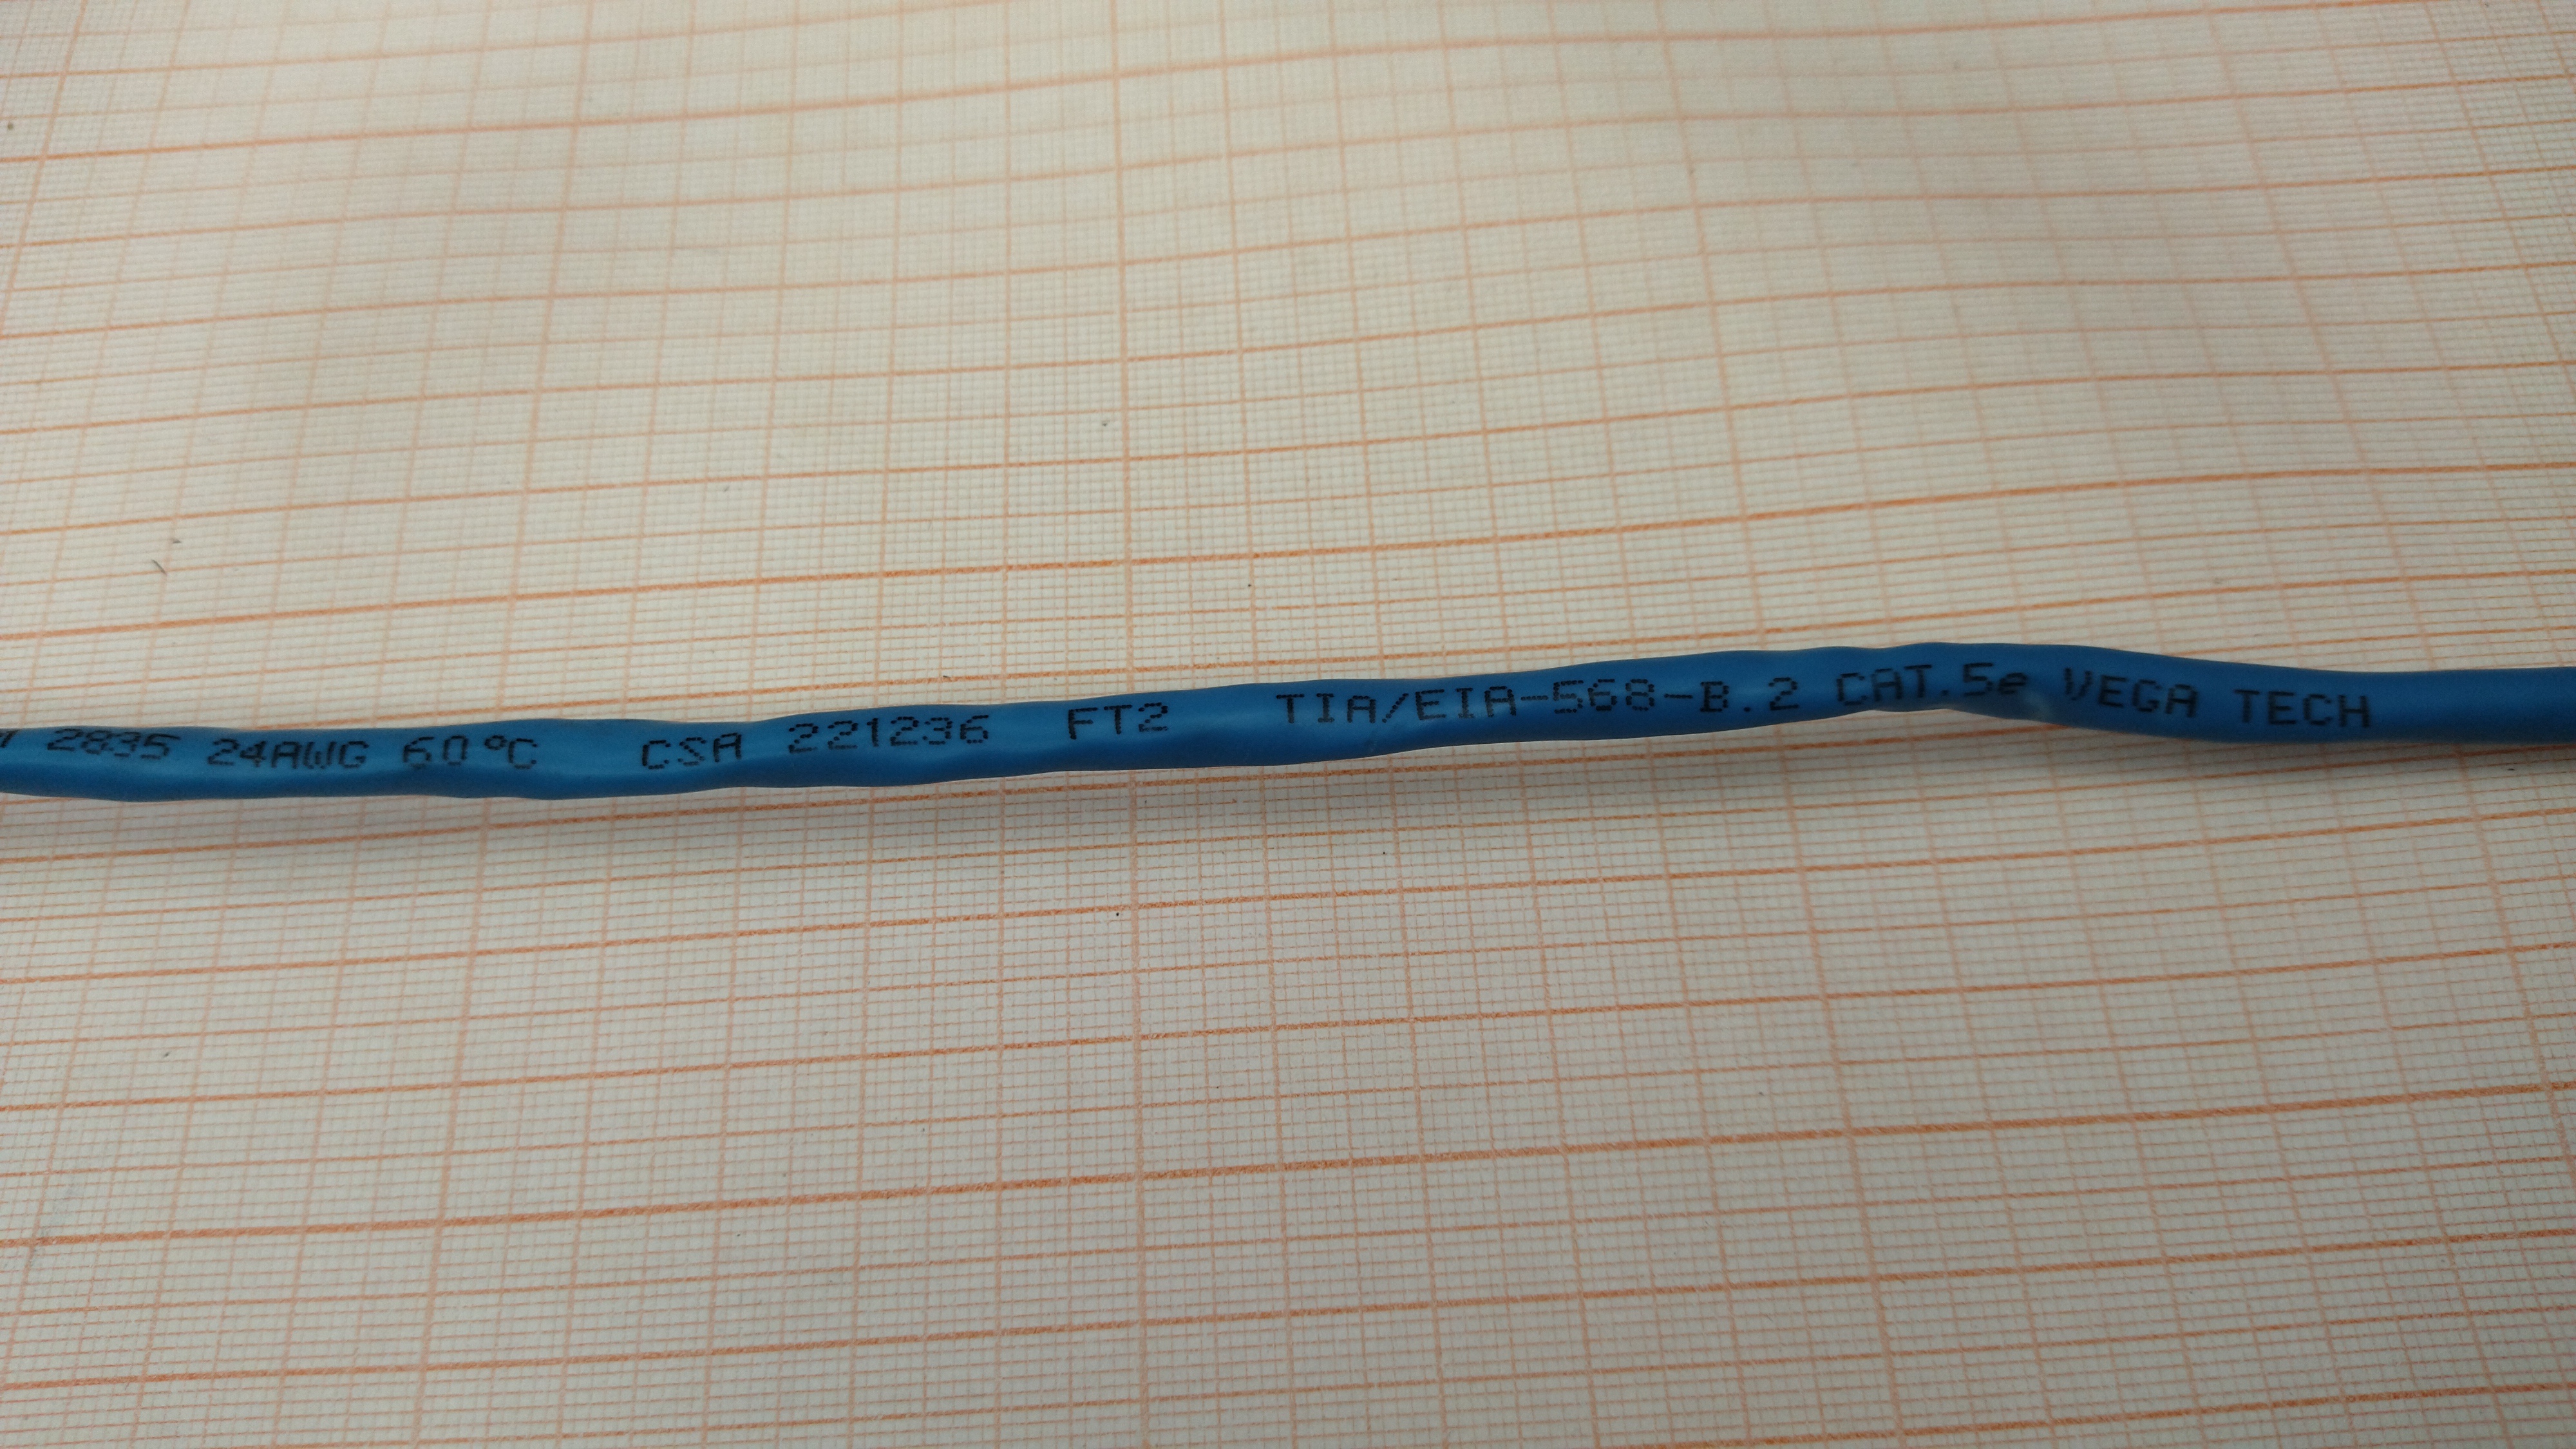 2835 24AWG 60°C CSA 221236 FT2 TIA/EIA-568-B.2 CAT.5e VEGA TECH